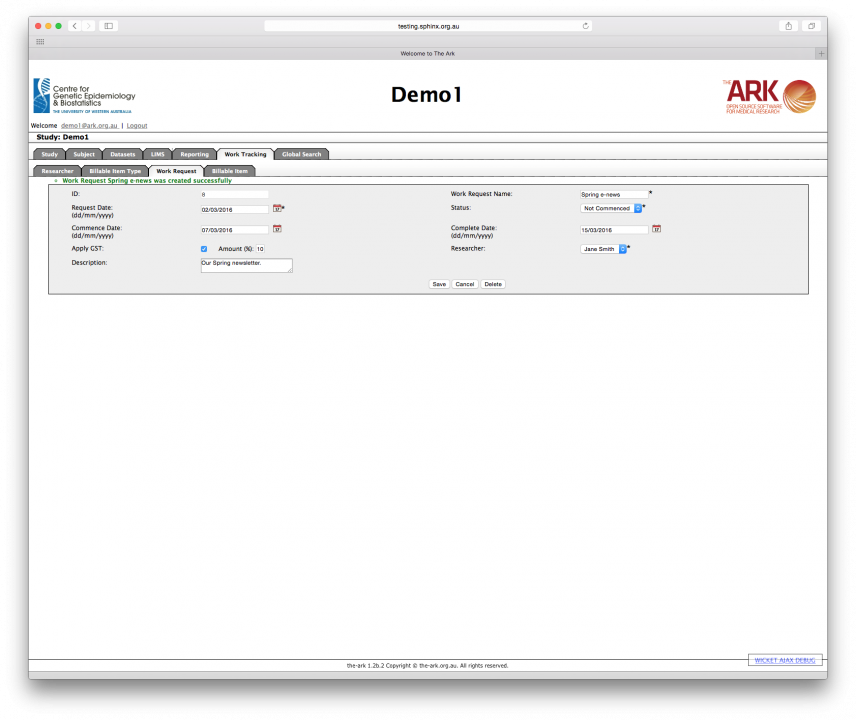 testing.sphinx.org.au
Welcome to The Ark
+
Centre for
Genetic Epidemiology
& Biostatistics
THE UNIVERSITY OF WESTERN AUSTRALIA
Demo1
THE ARK
OPEN SOURCE SOFTWARE
FOR MEDICAL RESEARCH
Welcome demo1@ark.org.au | Logout
Study: Demo1
Study Subject Datasets LIMS Reporting Work Tracking Global Search
Researcher Billable Item Type Work Request Billable Item
Work Request Spring e-news was created successfully
ID: Work Request Name: Spring e-news *
Request Date: 02/03/2016 17 * Status: Not Commenced *
(dd/mm/yyyy)
Commence Date: 07/03/2016 17 Complete Date: 15/03/2016 17
(dd/mm/yyyy) (dd/mm/yyyy)
Apply GST: Amount (%): 10 Researcher: Jane Smith *
Description: Our Spring newsletter.
Save Cancel Delete
WICKET AJAX DEBUG
the-ark 1.2b.2 Copyright © the-ark.org.au. All rights reserved.